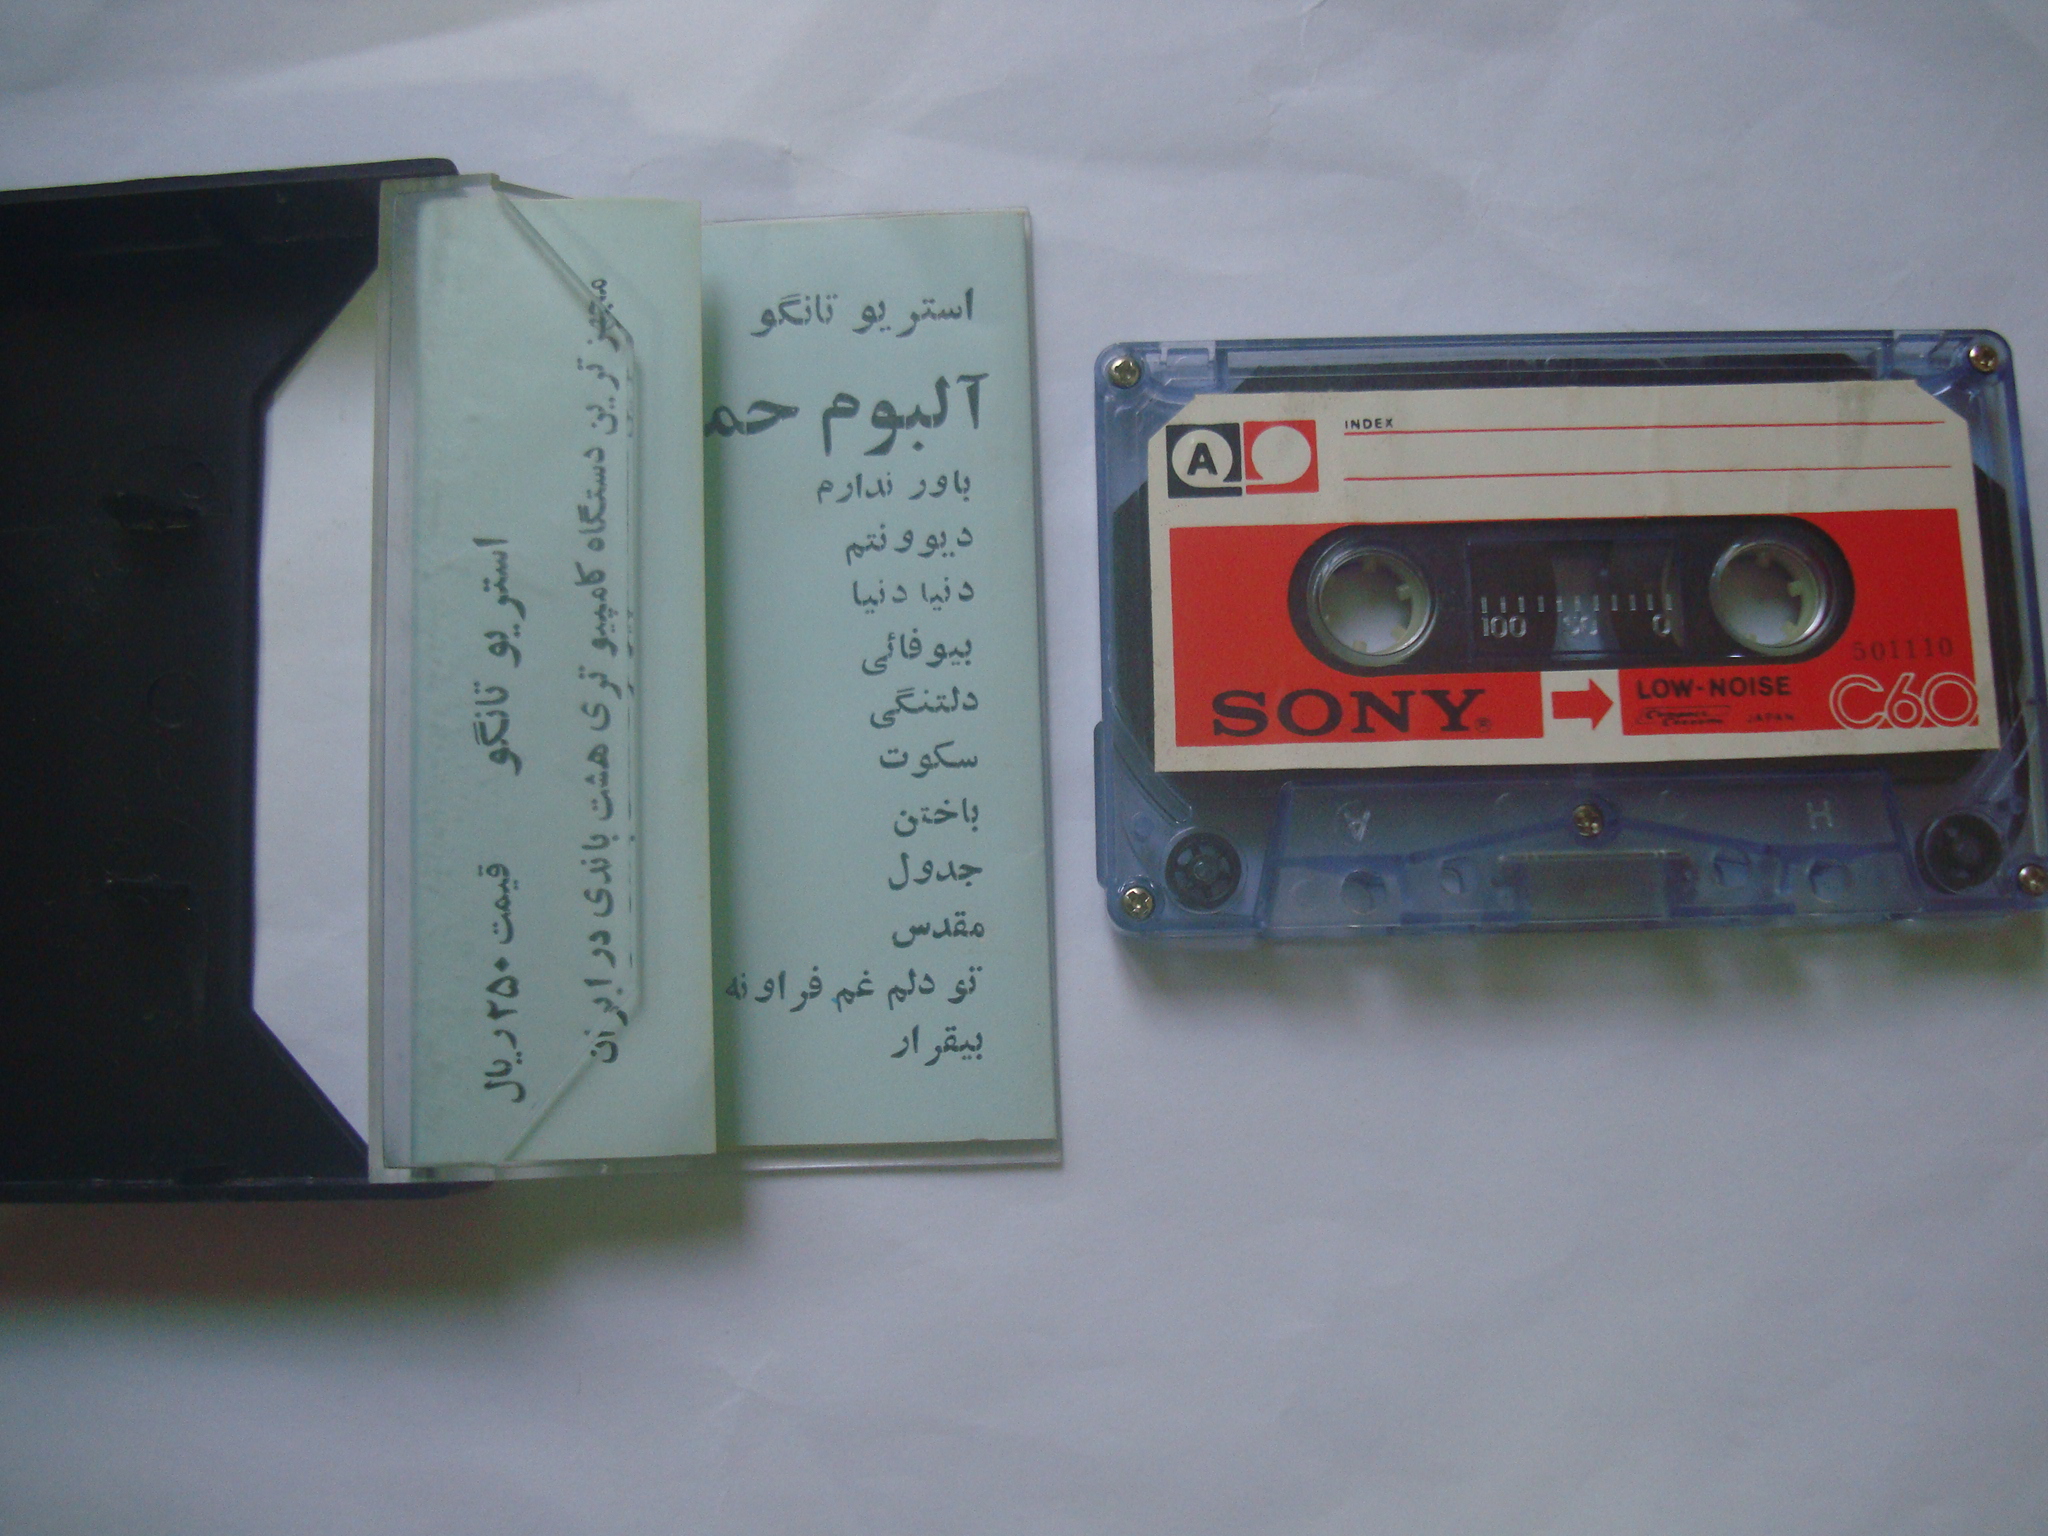 استریو تانگو
آلبوم حم
باور ندارم
دیوونتم
دنیا دنیا
بیوفائی
دلتنگی
سکوت
باختن
جدول
مقدس
تو دلم غم فراونه
بیقرار
استریو تانگو قیمت ۲۵۰ ریال
مجهز ترین دستگاه کامپیو تری هشت باندی در ایران
A
INDEX
100 50 0
501110
SONY®
LOW-NOISE
JAPAN
C60
A
H